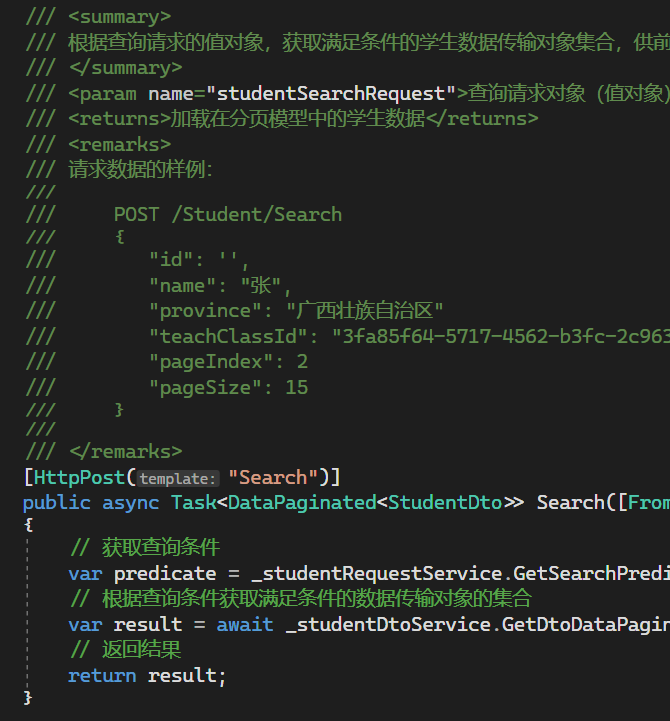 /// <summary>
/// 根据查询请求的值对象，获取满足条件的学生数据传输对象集合，供前
/// </summary>
/// <param name="studentSearchRequest">查询请求对象（值对象）
/// <returns>加载在分页模型中的学生数据</returns>
/// <remarks>
/// 请求数据的样例：
///
///     POST /Student/Search
///     {
///        "id": '',
///        "name": "张",
///        "province": "广西壮族自治区"
///        "teachClassId": "3fa85f64-5717-4562-b3fc-2c963
///        "pageIndex": 2
///        "pageSize": 15
///     }
///
/// </remarks>
[HttpPost(template: "Search")]
public async Task<DataPaginated<StudentDto>> Search([From
{
    // 获取查询条件
    var predicate = _studentRequestService.GetSearchPredi
    // 根据查询条件获取满足条件的数据传输对象的集合
    var result = await _studentDtoService.GetDtoDataPagin
    // 返回结果
    return result;
}